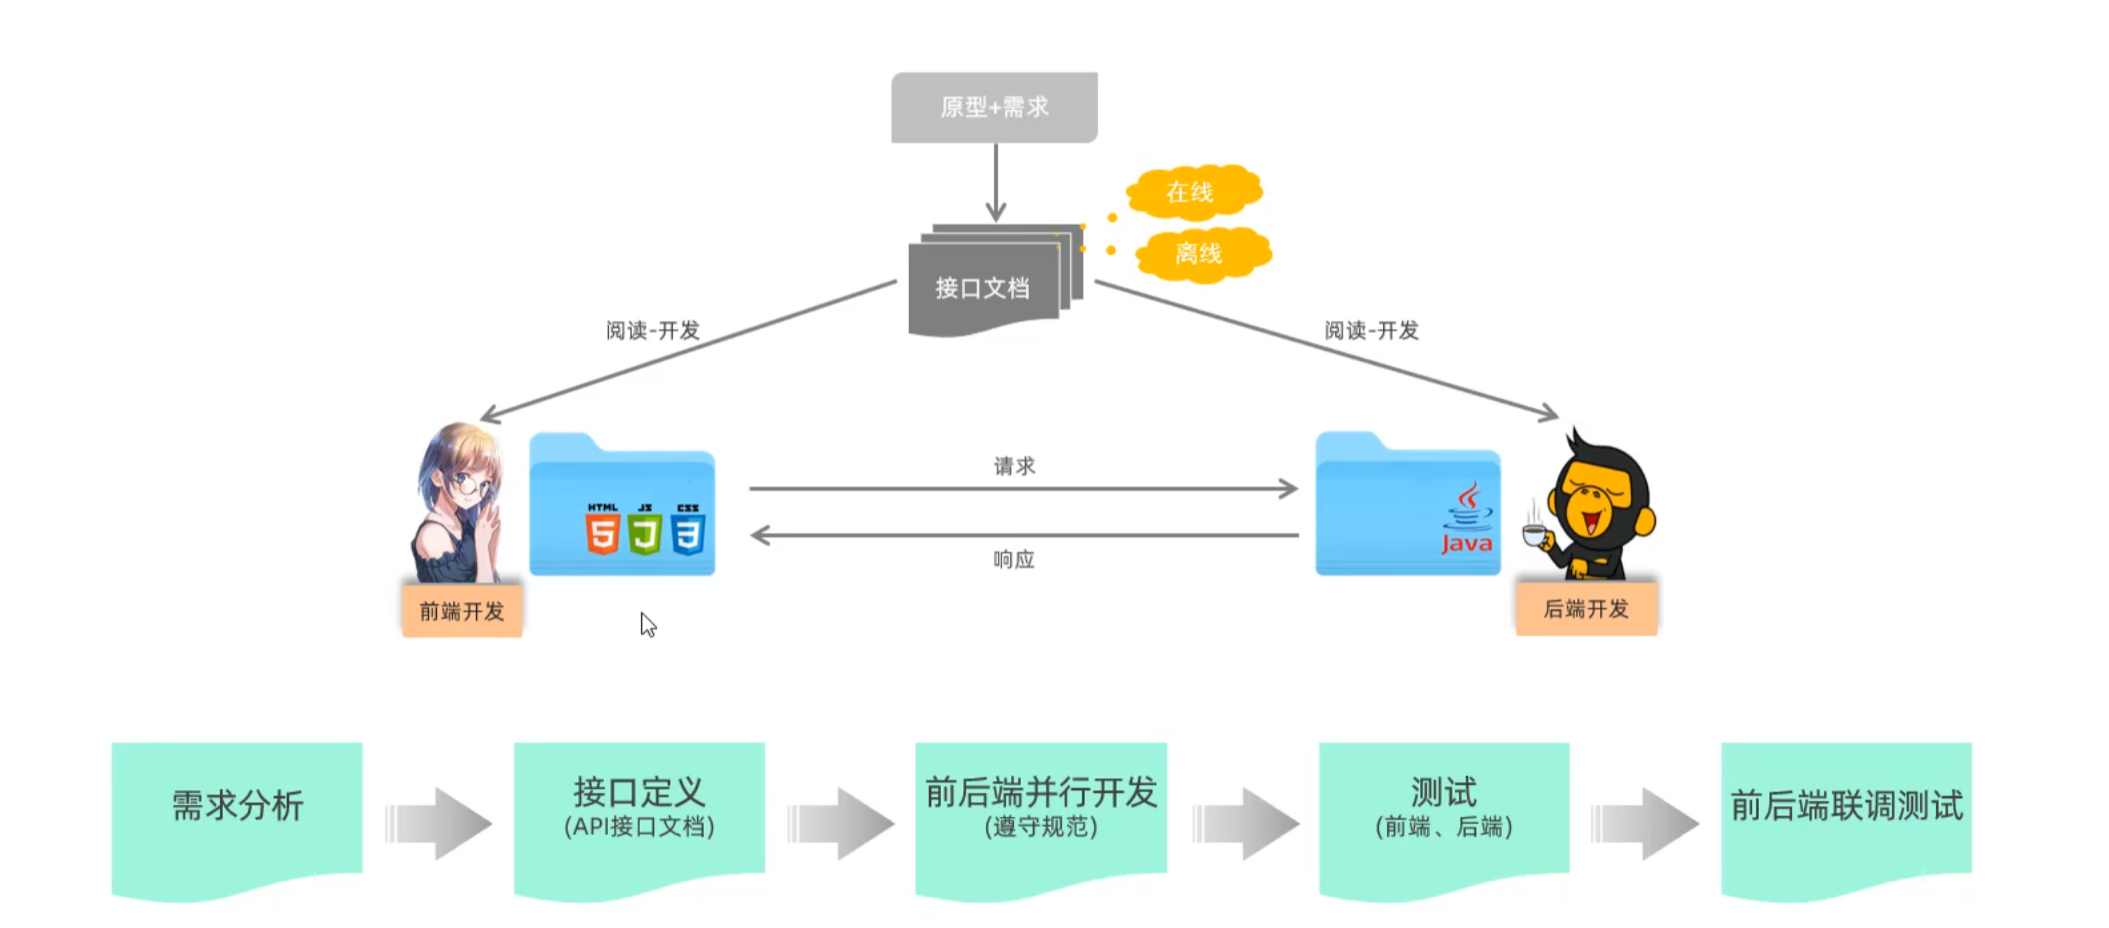 原型+需求
在线
离线
接口文档
阅读-开发
阅读-开发
请求
响应
HTML
JS
CSS
5
3
Java
前端开发
后端开发
需求分析
接口定义
(API接口文档)
前后端并行开发
(遵守规范)
测试
(前端、后端)
前后端联调测试